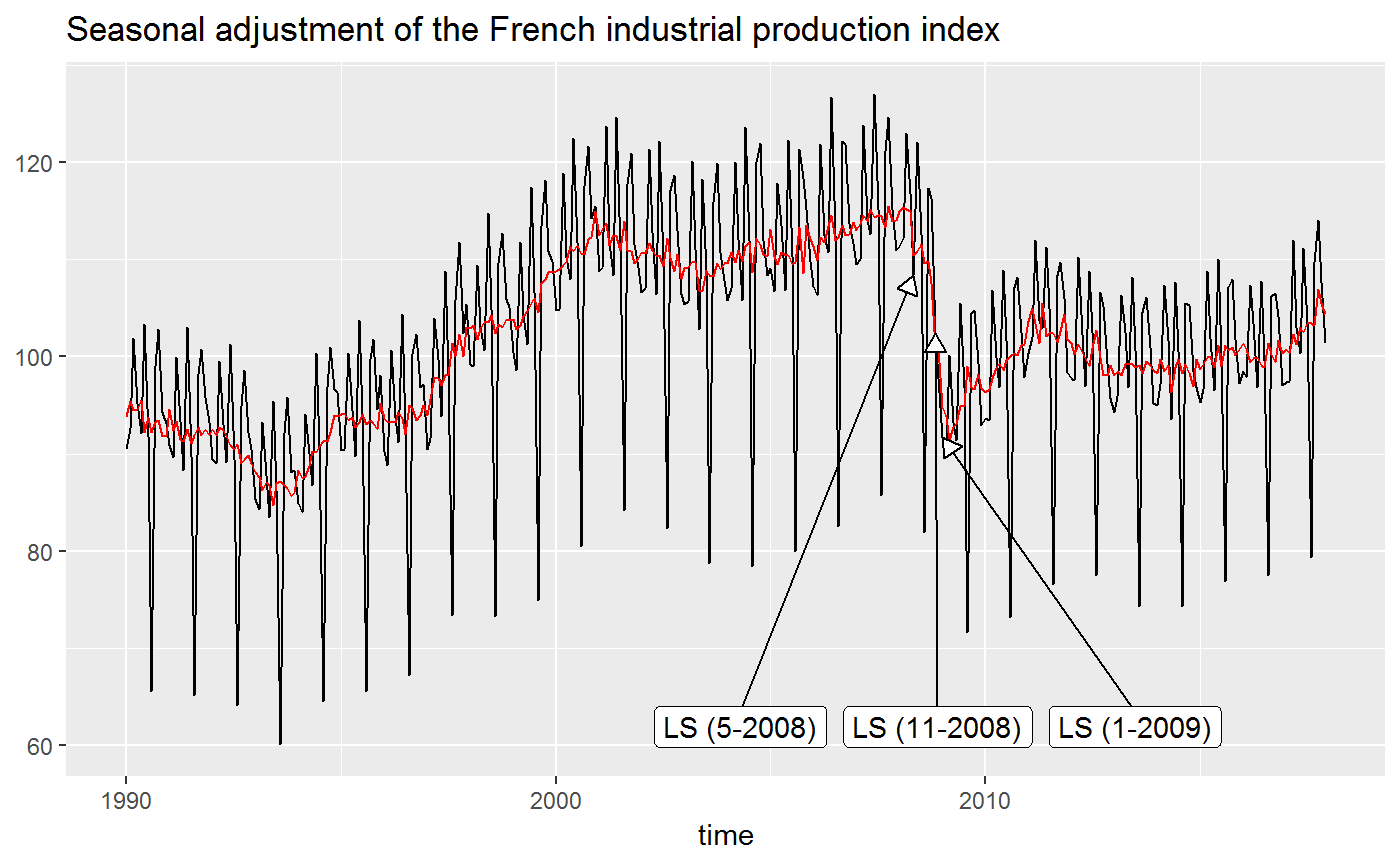 Seasonal adjustment of the French industrial production index
120
100
80
60
LS (5-2008)
LS (11-2008)
LS (1-2009)
1990
2000
2010
time